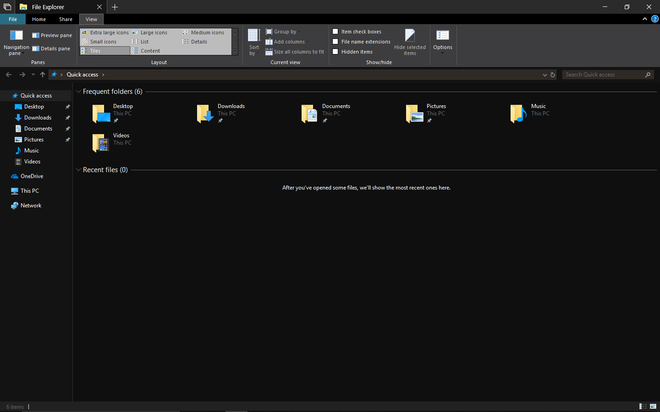 File Explorer
File Home Share View
Navigation pane
Preview pane
Details pane
Panes
Extra large icons Large icons Medium icons
Small icons List Details
Tiles Content
Layout
Sort by
Group by
Add columns
Size all columns to fit
Current view
Item check boxes
File name extensions
Hidden items
Hide selected items
Show/hide
Options
Quick access
Search Quick access
Quick access
Desktop
Downloads
Documents
Pictures
Music
Videos
OneDrive
This PC
Network
Frequent folders (6)
Desktop
This PC
Downloads
This PC
Documents
This PC
Pictures
This PC
Music
This PC
Videos
This PC
Recent files (0)
After you've opened some files, we'll show the most recent ones here.
6 items